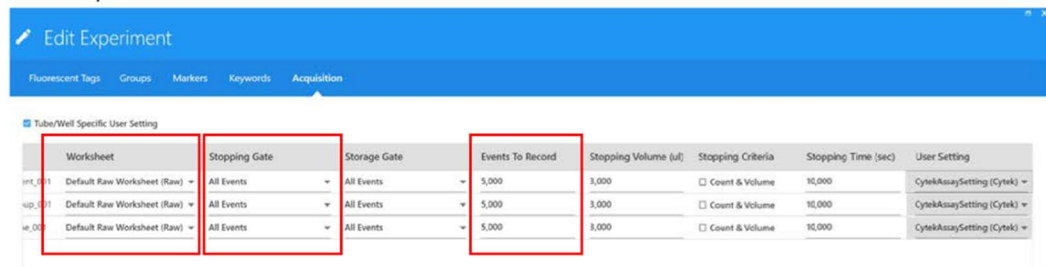 Edit Experiment
Fluorescent Tags Groups Markers Keywords Acquisition
Tube/Well Specific User Setting
Worksheet Stopping Gate Storage Gate Events To Record Stopping Volume (ul) Stopping Criteria Stopping Time (sec) User Setting
ent_001 Default Raw Worksheet (Raw) All Events All Events 5,000 3,000 Count & Volume 10,000 CytekAssaySetting (Cytek)
up_001 Default Raw Worksheet (Raw) All Events All Events 5,000 3,000 Count & Volume 10,000 CytekAssaySetting (Cytek)
e_001 Default Raw Worksheet (Raw) All Events All Events 5,000 3,000 Count & Volume 10,000 CytekAssaySetting (Cytek)